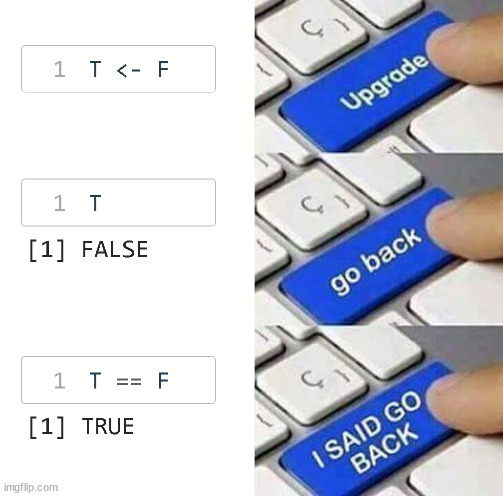 1 T <- F
Upgrade
1 T
[1] FALSE
go back
1 T == F
[1] TRUE
I SAID GO
BACK
imgflip.com